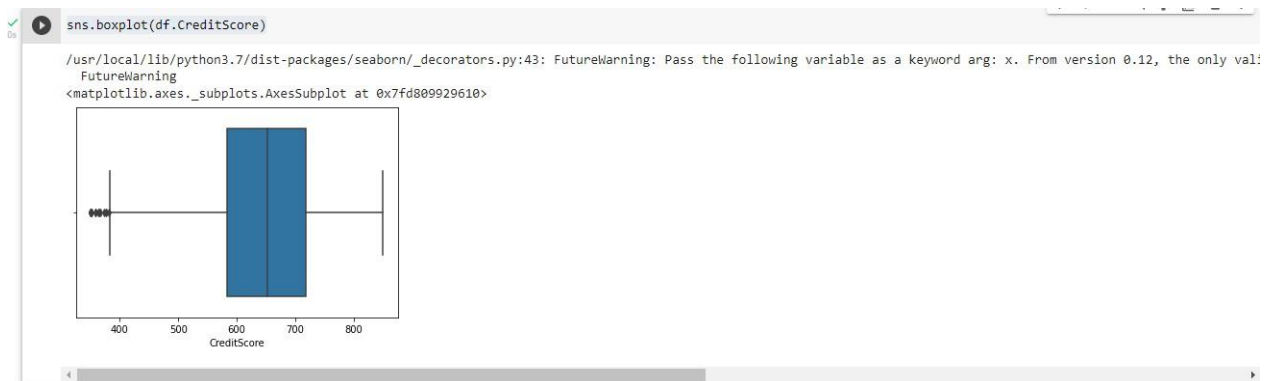 0s
sns.boxplot(df.CreditScore)
/usr/local/lib/python3.7/dist-packages/seaborn/_decorators.py:43: FutureWarning: Pass the following variable as a keyword arg: x. From version 0.12, the only
FutureWarning
<matplotlib.axes._subplots.AxesSubplot at 0x7fd809929610>
400 500 600 700 800
CreditScore